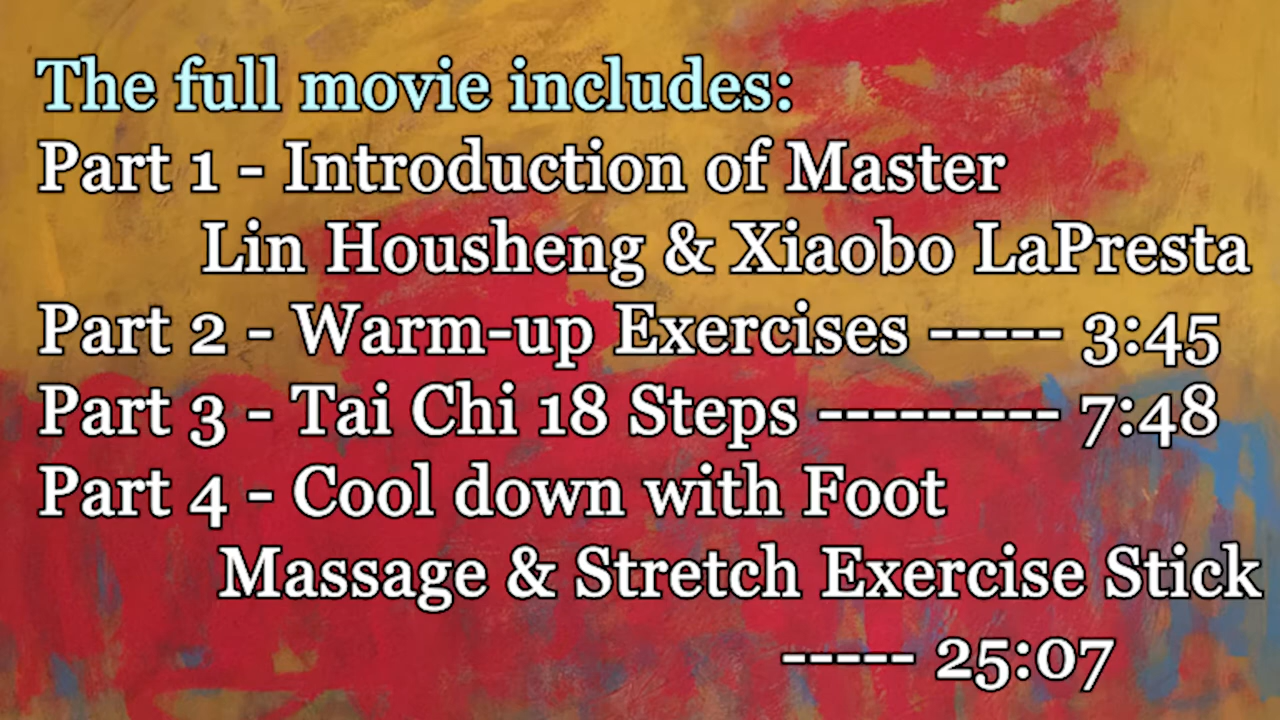 The full movie includes:
Part 1 - Introduction of Master
Lin Housheng & Xiaobo LaPresta
Part 2 - Warm-up Exercises ----- 3:45
Part 3 - Tai Chi 18 Steps --------- 7:48
Part 4 - Cool down with Foot
Massage & Stretch Exercise Stick
----- 25:07